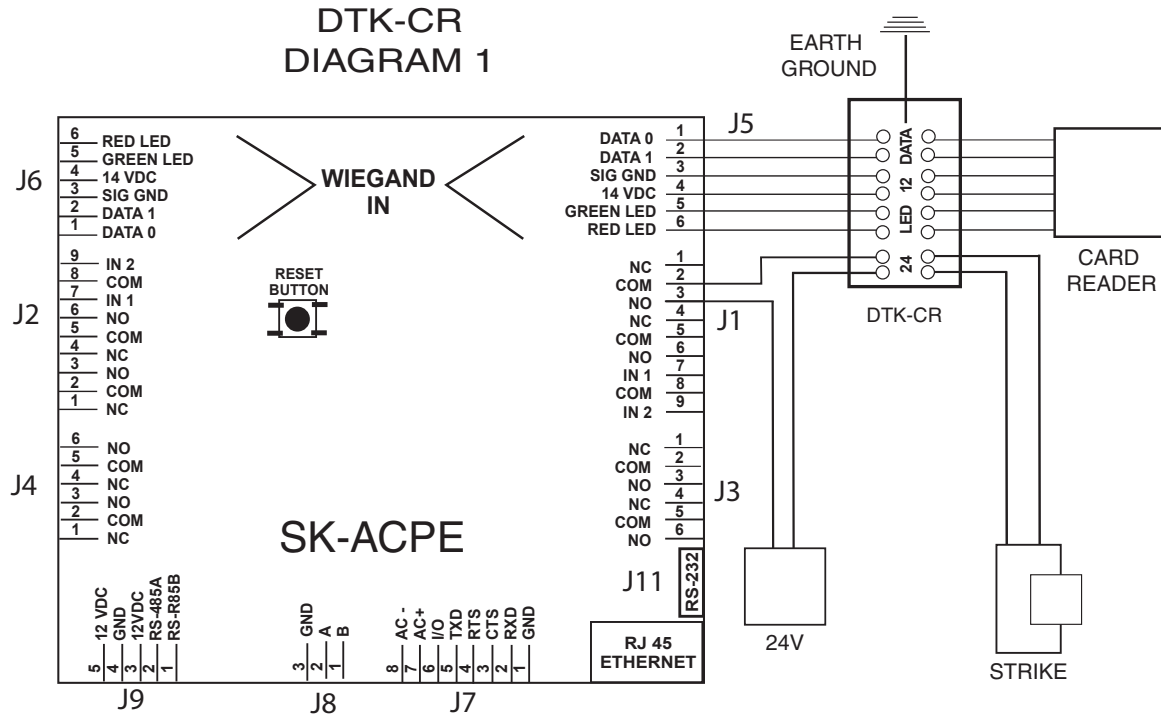 DTK-CR
DIAGRAM 1
EARTH
GROUND
J6
6 RED LED
5 GREEN LED
4 14 VDC
3 SIG GND
2 DATA 1
1 DATA 0
WIEGAND
IN
DATA 0 1
DATA 1 2
SIG GND 3
14 VDC 4
GREEN LED 5
RED LED 6
J5
DATA
12
LED
24
DTK-CR
CARD
READER
J2
9 IN 2
8 COM
7 IN 1
6 NO
5 COM
4 NC
3 NO
2 COM
1 NC
RESET
BUTTON
NC 1
COM 2
NO 3
NC 4
COM 5
NO 6
IN 1 7
COM 8
IN 2 9
J1
J4
6 NO
5 COM
4 NC
3 NO
2 COM
1 NC
SK-ACPE
NC 1
COM 2
NO 3
NC 4
COM 5
NO 6
J3
J11
RS-232
RJ 45
ETHERNET
24V
STRIKE
5 12 VDC
4 GND
3 12VDC
2 RS-485A
1 RS-R85B
J9
3 GND
2 A
1 B
J8
8 AC -
7 AC+
6 I/O
5 TXD
4 RTS
3 CTS
2 RXD
1 GND
J7